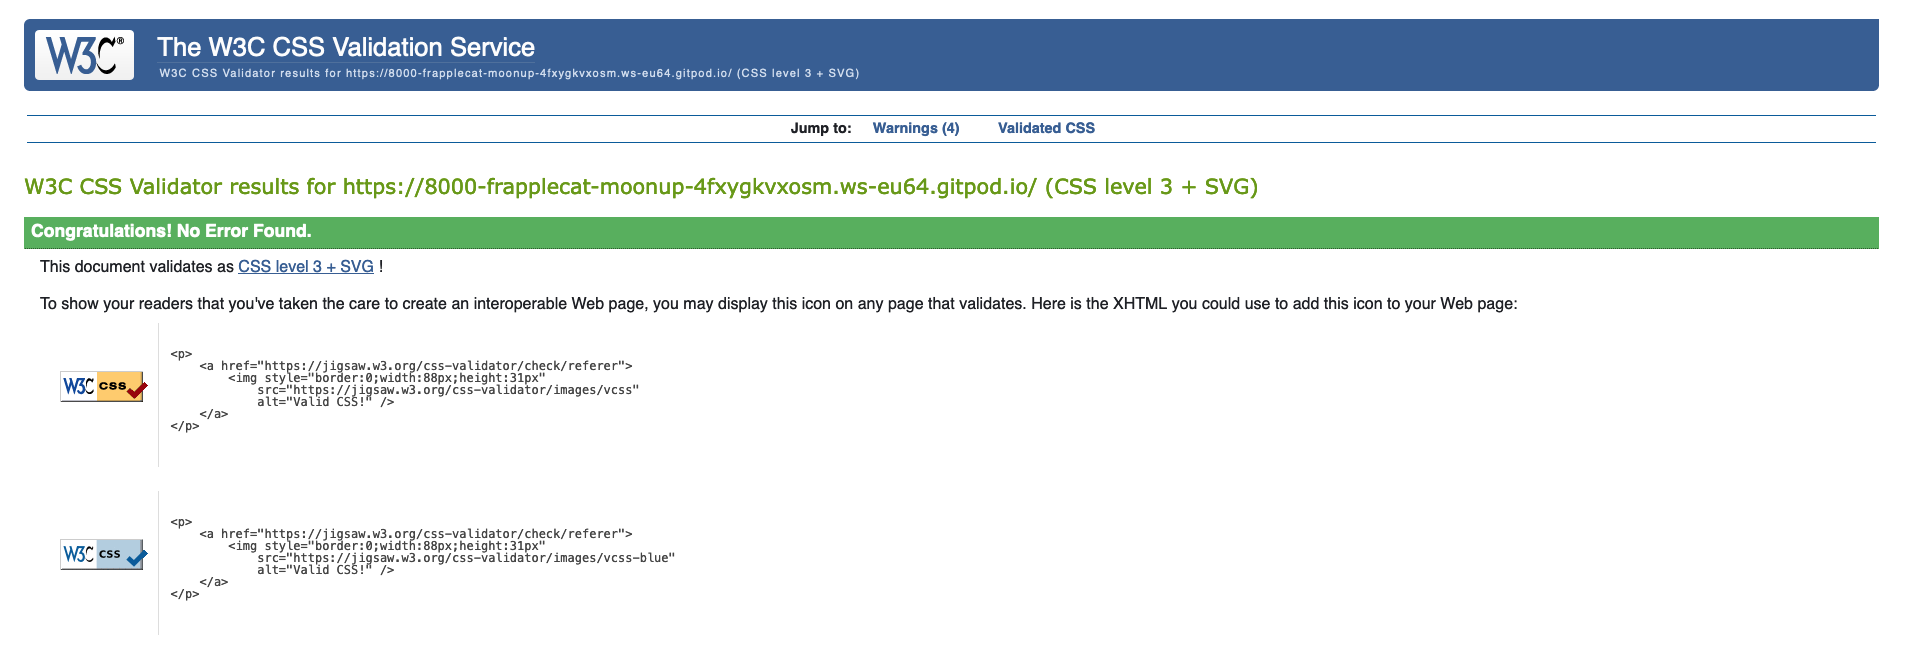 W3C®
The W3C CSS Validation Service
W3C CSS Validator results for https://8000-frapplecat-moonup-4fxygkvxosm.ws-eu64.gitpod.io/ (CSS level 3 + SVG)
Jump to: Warnings (4) Validated CSS
W3C CSS Validator results for https://8000-frapplecat-moonup-4fxygkvxosm.ws-eu64.gitpod.io/ (CSS level 3 + SVG)
Congratulations! No Error Found.
This document validates as CSS level 3 + SVG !
To show your readers that you've taken the care to create an interoperable Web page, you may display this icon on any page that validates. Here is the XHTML you could use to add this icon to your Web page:
W3C css
<p>
<a href="https://jigsaw.w3.org/css-validator/check/referer">
<img style="border:0;width:88px;height:31px"
src="https://jigsaw.w3.org/css-validator/images/vcss"
alt="Valid CSS!" />
</a>
</p>
W3C css
<p>
<a href="https://jigsaw.w3.org/css-validator/check/referer">
<img style="border:0;width:88px;height:31px"
src="https://jigsaw.w3.org/css-validator/images/vcss-blue"
alt="Valid CSS!" />
</a>
</p>